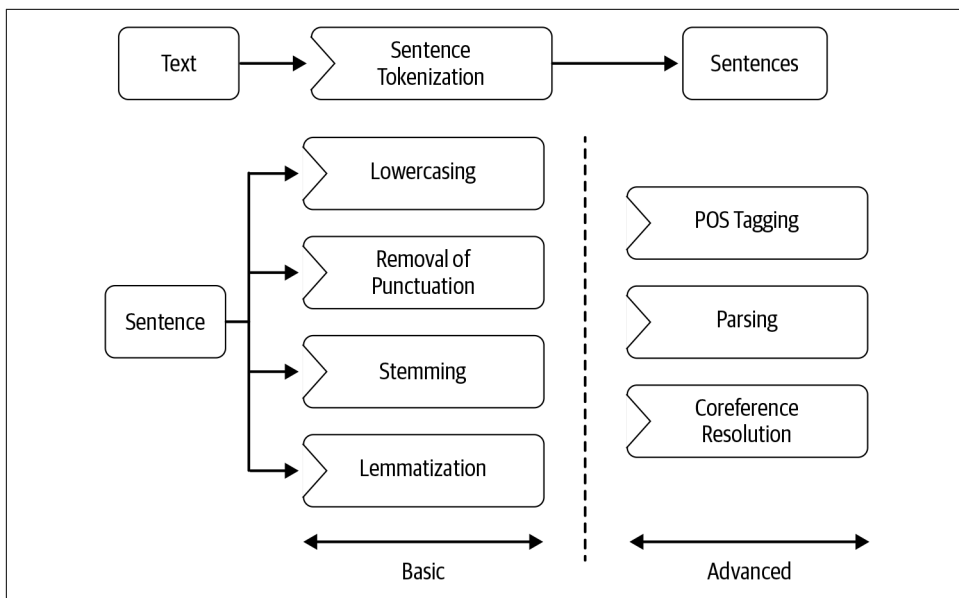 Text
Sentence
Tokenization
Sentences
Lowercasing
Removal of
Punctuation
Sentence
Stemming
Lemmatization
POS Tagging
Parsing
Coreference
Resolution
Basic
Advanced